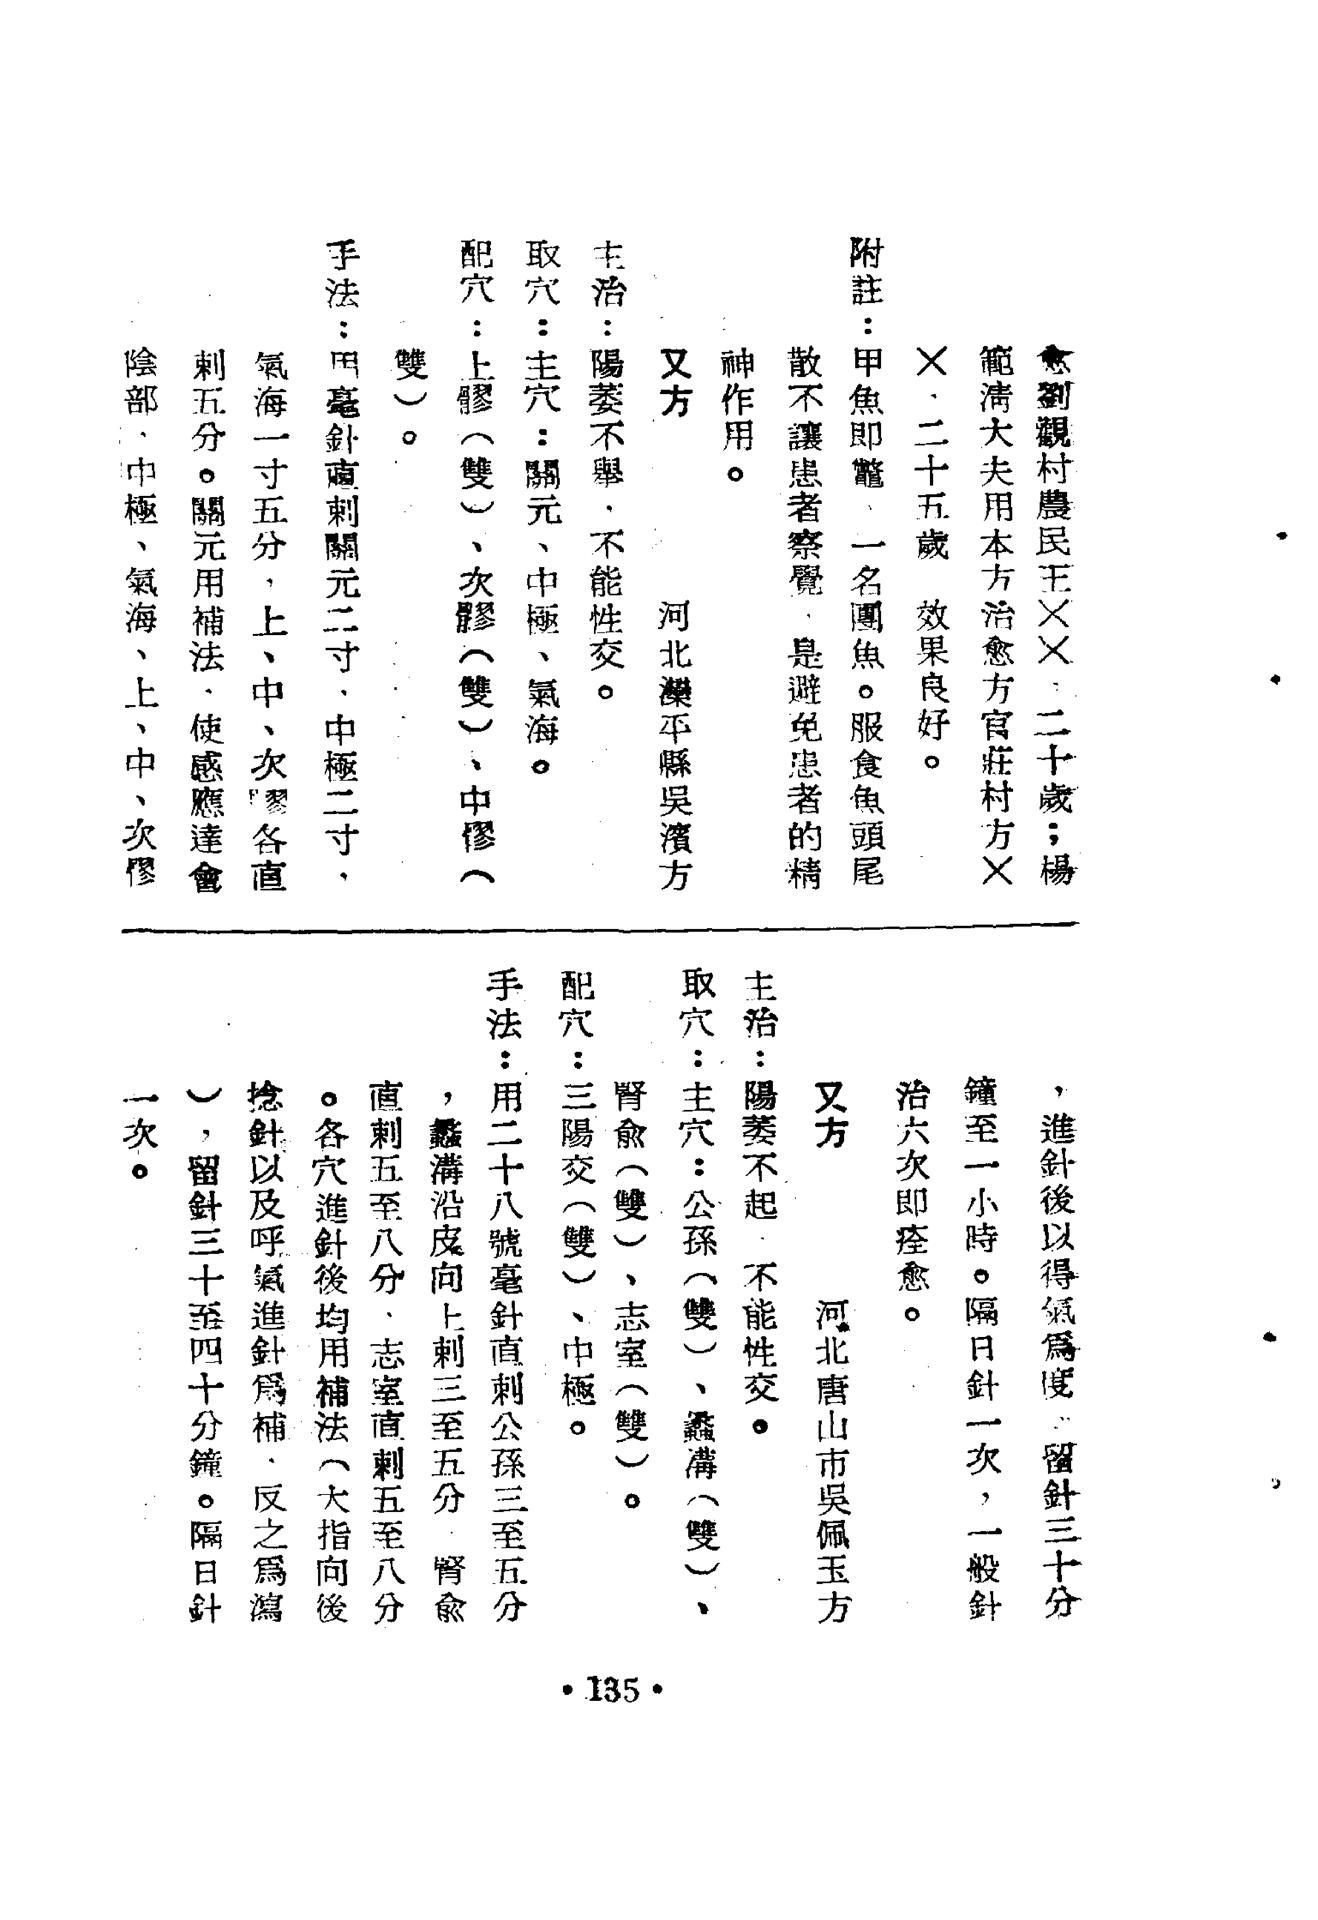 愈劉觀村農民王××、二十歲；楊
範淸大夫用本方治愈方官莊村方×
×、二十五歲　效果良好。
附註：甲魚即鼈、一名團魚。服食魚頭尾
散不讓患者察覺、是避免患者的精
神作用。
又方　河北灤平縣吳濱方
主治：陽萎不舉、不能性交。
取穴：主穴：關元、中極、氣海。
配穴：上髎（雙）、次髎（雙）、中髎（
雙）。
手法：用毫針直刺關元二寸、中極二寸、
氣海一寸五分，上、中、次髎各直
刺五分。關元用補法、使感應達會
陰部、中極、氣海、上、中、次髎
，進針後以得氣爲度　留針三十分
鐘至一小時。隔日針一次，一般針
治六次即痊愈。
又方　河北唐山市吳佩玉方
主治：陽萎不起　不能性交。
取穴：主穴：公孫（雙）、蠡溝（雙）、
腎兪（雙）、志室（雙）。
配穴：三陽交（雙）、中極。
手法：用二十八號毫針直刺公孫三至五分
，蠡溝沿皮向上刺三至五分　腎兪
直刺五至八分、志室直刺五至八分
。各穴進針後均用補法（大指向後
捻針以及呼氣進針爲補、反之爲瀉
），留針三十至四十分鐘。隔日針
一次。
•135•